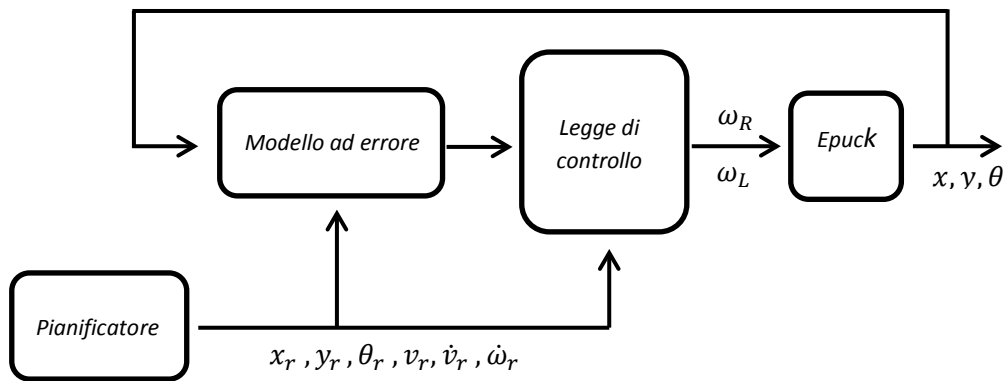 Modello ad errore
Legge di
controllo
ω_R
ω_L
Epuck
x, y, θ
Pianificatore
x_r , y_r , θ_r , v_r, v̇_r , ω̇_r